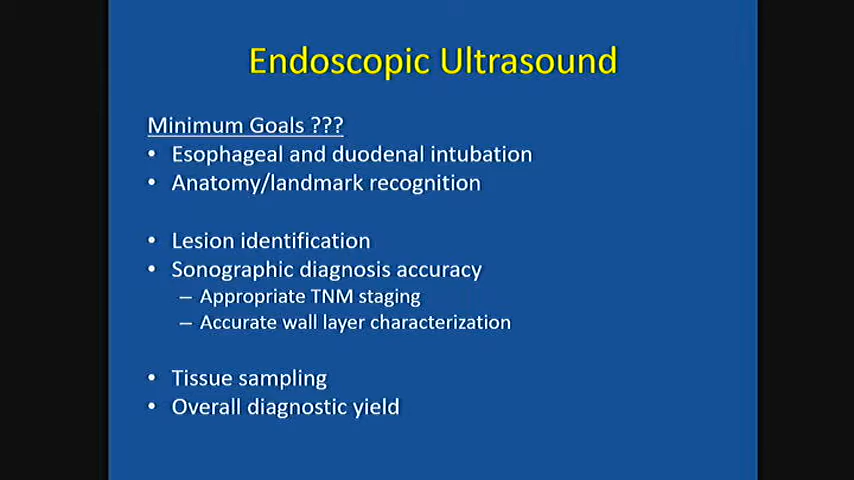 Endoscopic Ultrasound
Minimum Goals ???
• Esophageal and duodenal intubation
• Anatomy/landmark recognition
• Lesion identification
• Sonographic diagnosis accuracy
– Appropriate TNM staging
– Accurate wall layer characterization
• Tissue sampling
• Overall diagnostic yield